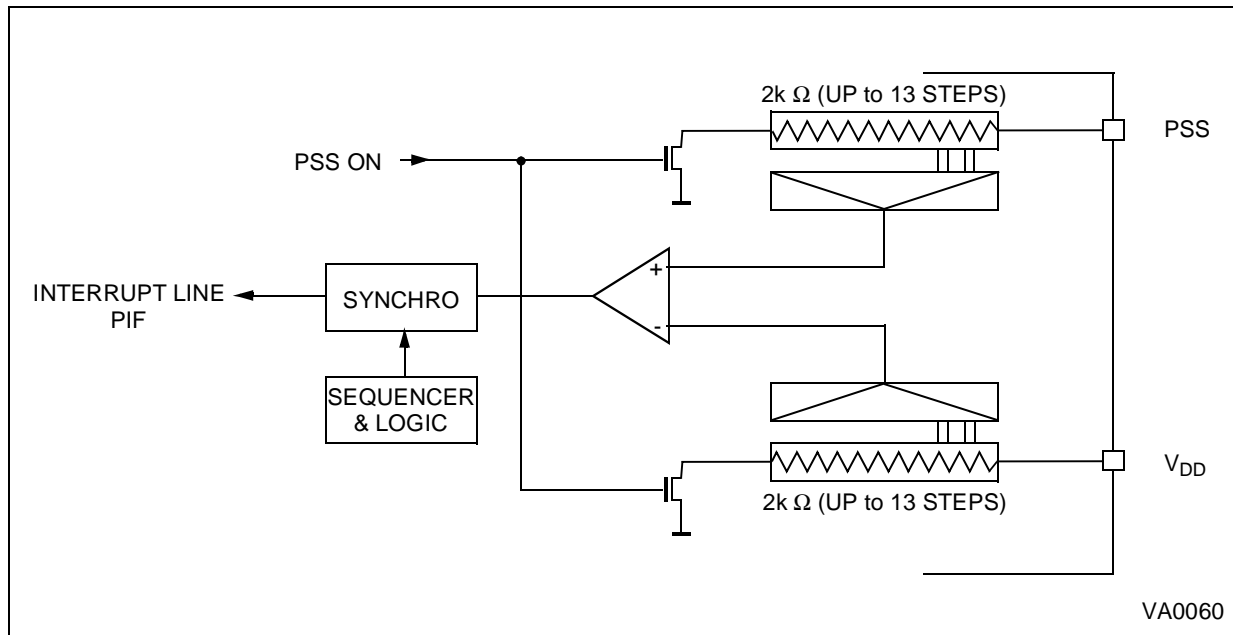 2k Ω (UP to 13 STEPS)
PSS
PSS ON
+
INTERRUPT LINE
PIF
SYNCHRO
-
SEQUENCER
& LOGIC
VDD
2k Ω (UP to 13 STEPS)
VA0060